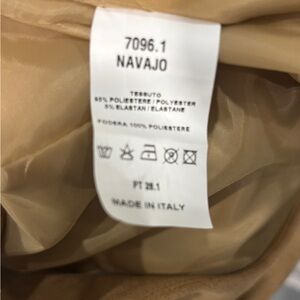 7096.1
NAVAJO
TESSUTO
95% POLIESTERE / POLYESTER
5% ELASTAN / ELASTANE
FODERA 100% POLIESTERE
PT 28.1
MADE IN ITALY